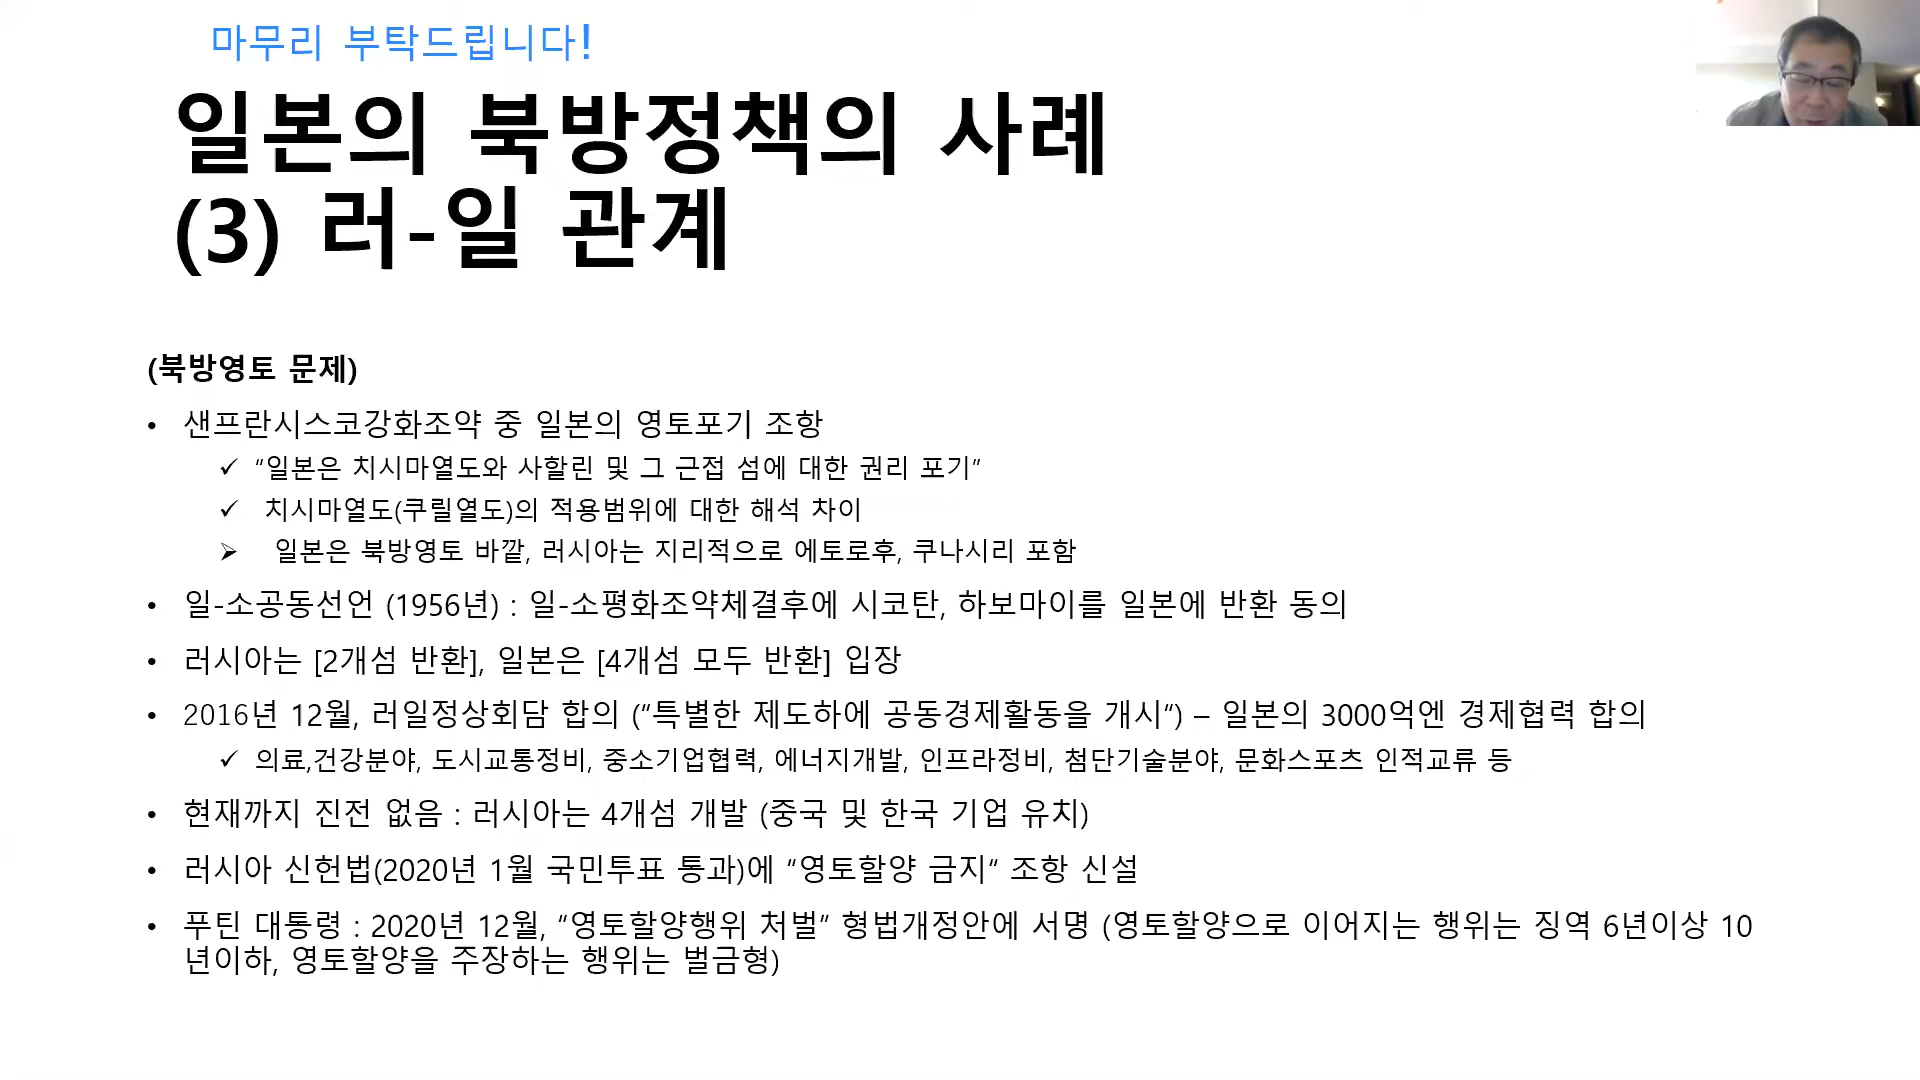 마무리 부탁드립니다!
일본의 북방정책의 사례
(3) 러-일 관계
(북방영토 문제)
• 샌프란시스코강화조약 중 일본의 영토포기 조항
✓ “일본은 치시마열도와 사할린 및 그 근접 섬에 대한 권리 포기”
✓ 치시마열도(쿠릴열도)의 적용범위에 대한 해석 차이
➢ 일본은 북방영토 바깥, 러시아는 지리적으로 에토로후, 쿠나시리 포함
• 일-소공동선언 (1956년) : 일-소평화조약체결후에 시코탄, 하보마이를 일본에 반환 동의
• 러시아는 [2개섬 반환], 일본은 [4개섬 모두 반환] 입장
• 2016년 12월, 러일정상회담 합의 (“특별한 제도하에 공동경제활동을 개시“) – 일본의 3000억엔 경제협력 합의
✓ 의료,건강분야, 도시교통정비, 중소기업협력, 에너지개발, 인프라정비, 첨단기술분야, 문화스포츠 인적교류 등
• 현재까지 진전 없음 : 러시아는 4개섬 개발 (중국 및 한국 기업 유치)
• 러시아 신헌법(2020년 1월 국민투표 통과)에 “영토할양 금지“ 조항 신설
• 푸틴 대통령 : 2020년 12월, “영토할양행위 처벌” 형법개정안에 서명 (영토할양으로 이어지는 행위는 징역 6년이상 10
년이하, 영토할양을 주장하는 행위는 벌금형)